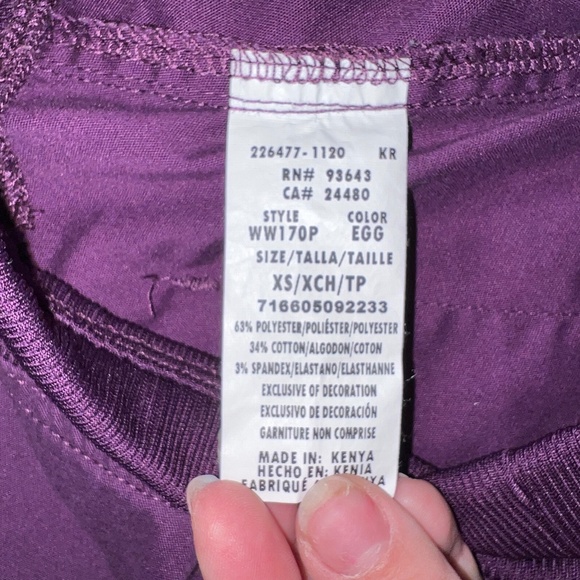 226477-1120 KR
RN# 93643
CA# 24480
STYLE COLOR
WW170P EGG
SIZE/TALLA/TAILLE
XS/XCH/TP
716605092233
63% POLYESTER/POLIÉSTER/POLYESTER
34% COTTON/ALGODON/COTON
3% SPANDEX/ELASTANO/ELASTHANNE
EXCLUSIVE OF DECORATION
EXCLUSIVO DE DECORACIÓN
GARNITURE NON COMPRISE
MADE IN: KENYA
HECHO EN: KENIA
FABRIQUÉ KENYA